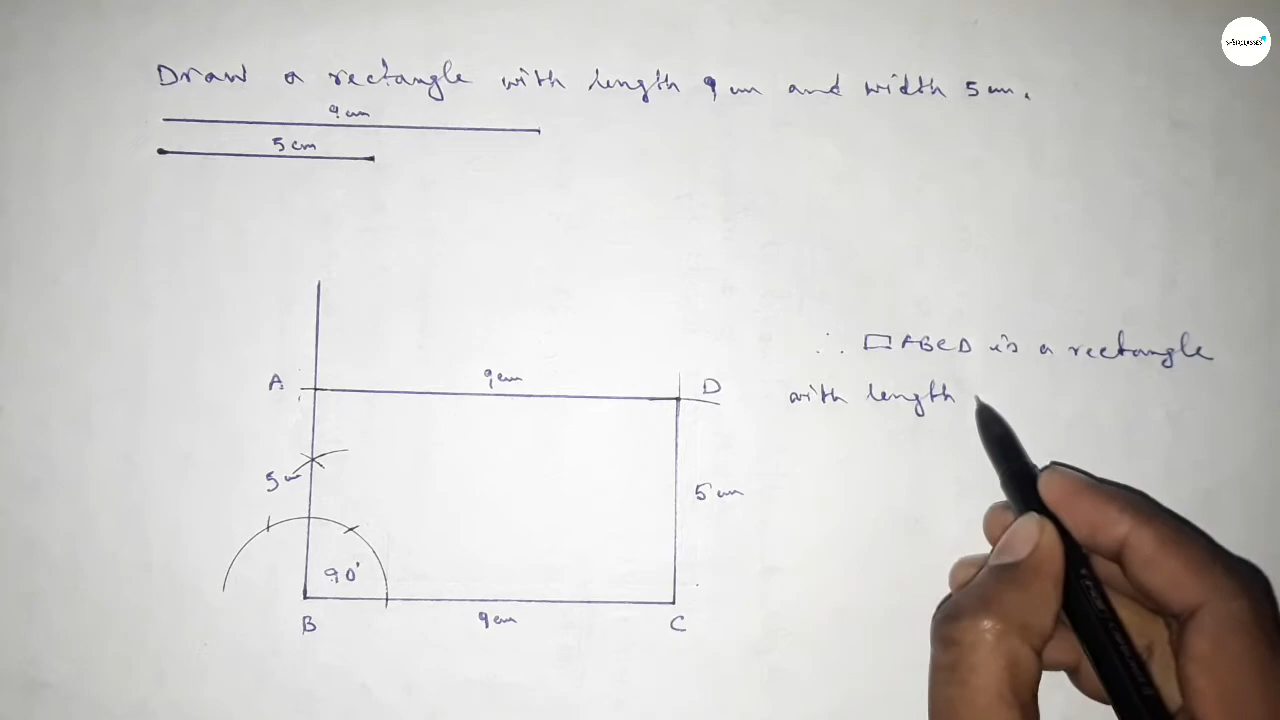 Draw a rectangle with length 9 cm and width 5 cm.
9 cm
5 cm
∴ □ABCD is a rectangle
with length
A
9 cm
D
5 cm
5 cm
90°
B
9 cm
C